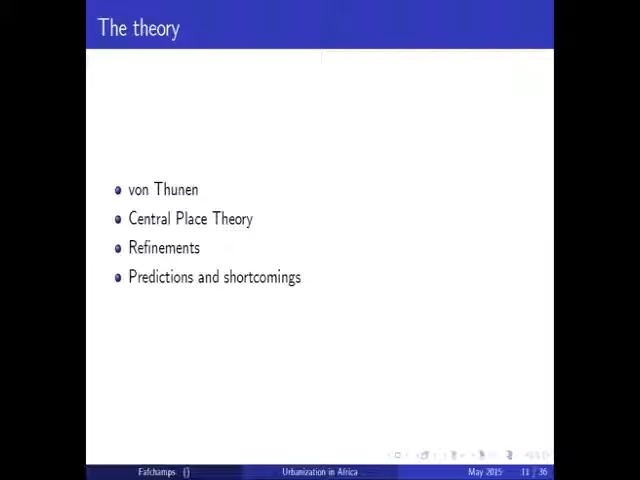 The theory
von Thunen
Central Place Theory
Refinements
Predictions and shortcomings
Fafchamps () Urbanization in Africa May 2015 11 / 36